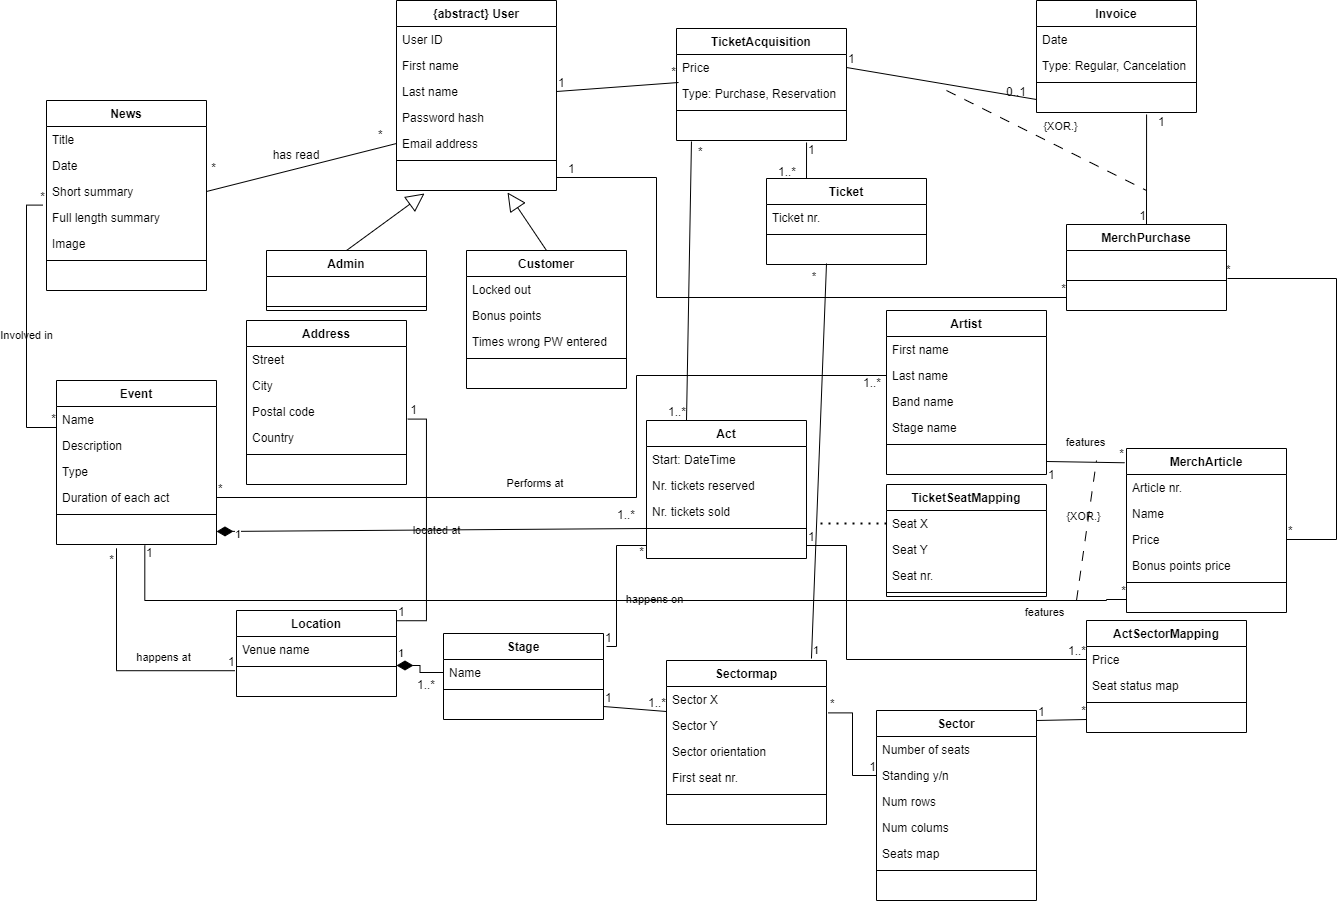 {abstract} User
User ID
First name
Last name
Password hash
Email address
1
1
*
has read
News
Title
Date
Short summary
Full length summary
Image
*
*
Involved in
*
Admin
Customer
Locked out
Bonus points
Times wrong PW entered
TicketAcquisition
Price
Type: Purchase, Reservation
*
1
*
1
Invoice
Date
Type: Regular, Cancelation
0..1
{XOR.}
1
1
1..*
Ticket
Ticket nr.
*
MerchPurchase
*
*
Address
Street
City
Postal code
Country
1
Event
Name
Description
Type
Duration of each act
*
Performs at
1..*
1
1..*
located at
*
1
Artist
First name
Last name
Band name
Stage name
1
features
*
Act
Start: DateTime
Nr. tickets reserved
Nr. tickets sold
1..*
*
1
TicketSeatMapping
Seat X
Seat Y
Seat nr.
{XOR.}
MerchArticle
Article nr.
Name
Price
Bonus points price
*
*
happens on
features
Location
Venue name
1
1
happens at
1
1..*
Stage
Name
1
1
1..*
Sectormap
Sector X
Sector Y
Sector orientation
First seat nr.
1
*
1
Sector
Number of seats
Standing y/n
Num rows
Num colums
Seats map
1
*
1..*
ActSectorMapping
Price
Seat status map